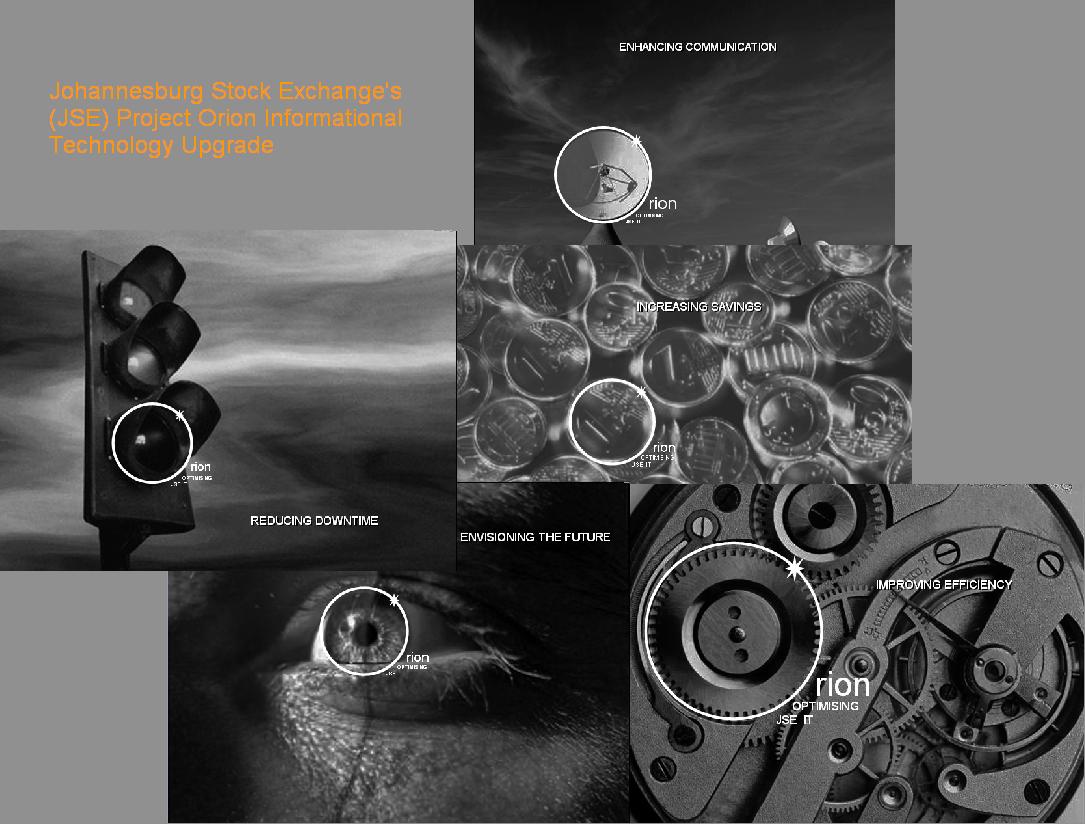 Johannesburg Stock Exchange's
(JSE) Project Orion Informational
Technology Upgrade
ENHANCING COMMUNICATION
rion
OPTIMISING
JSE IT
INCREASING SAVINGS
rion
OPTIMISING
JSE IT
rion
OPTIMISING
JSE IT
REDUCING DOWNTIME
ENVISIONING THE FUTURE
rion
OPTIMISING
JSE
IMPROVING EFFICIENCY
rion
OPTIMISING
JSE IT